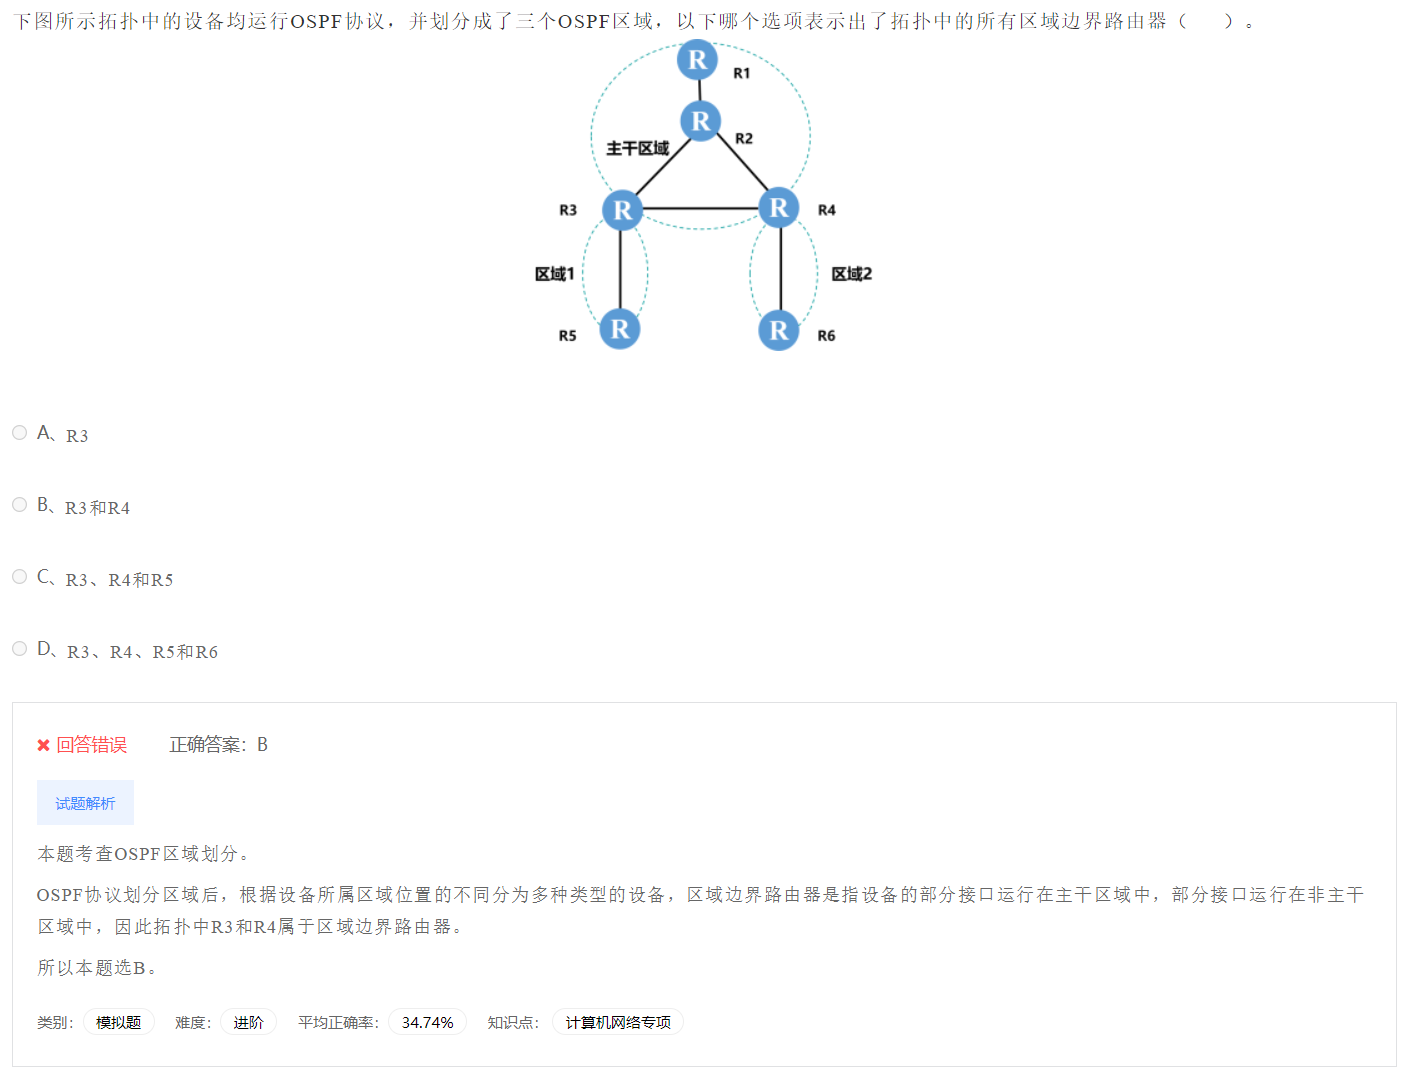 下图所示拓扑中的设备均运行OSPF协议，并划分成了三个OSPF区域，以下哪个选项表示出了拓扑中的所有区域边界路由器（　　）。
R
R1
R
R2
主干区域
R3
R
R
R4
区域1
区域2
R5
R
R
R6
A、R3
B、R3和R4
C、R3、R4和R5
D、R3、R4、R5和R6
回答错误 正确答案：B
试题解析
本题考查OSPF区域划分。
OSPF协议划分区域后，根据设备所属区域位置的不同分为多种类型的设备，区域边界路由器是指设备的部分接口运行在主干区域中，部分接口运行在非主干
区域中，因此拓扑中R3和R4属于区域边界路由器。
所以本题选B。
类别： 模拟题 难度： 进阶 平均正确率： 34.74% 知识点： 计算机网络专项